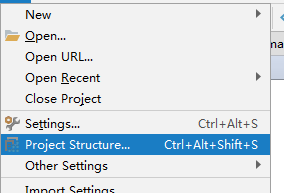 New
Open...
Open URL...
Open Recent
Close Project
Settings... Ctrl+Alt+S
Project Structure... Ctrl+Alt+Shift+S
Other Settings
Import Settings